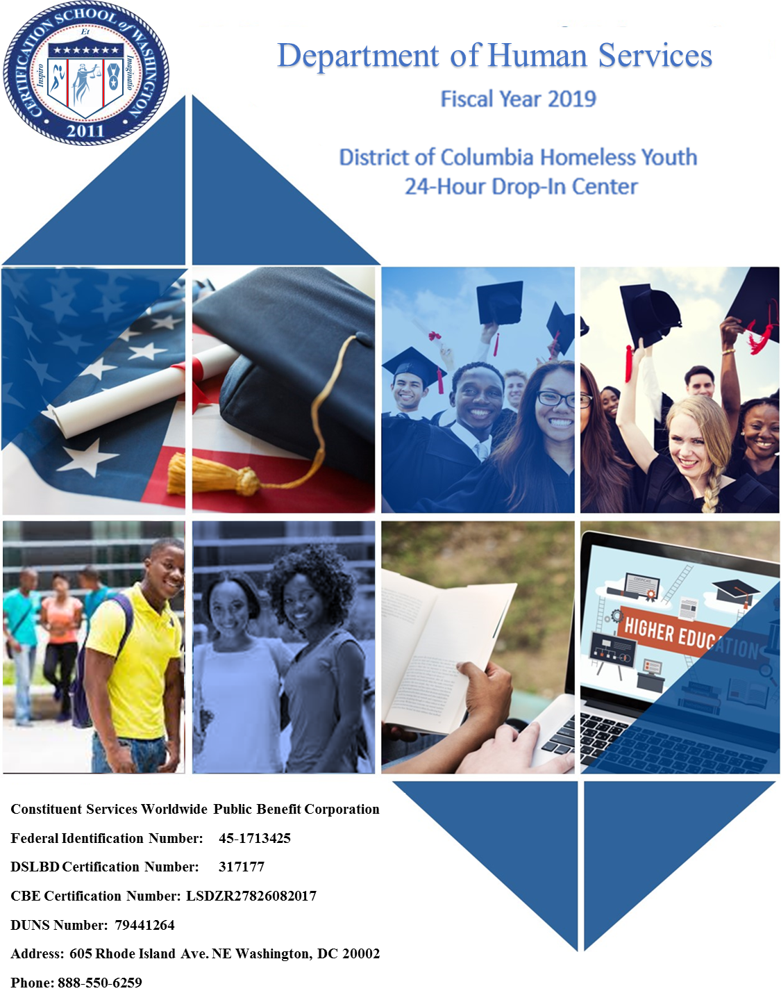 CERTIFICATION SCHOOL of WASHINGTON
Et
Inspiro
Imaginatio
2011
Department of Human Services
Fiscal Year 2019
District of Columbia Homeless Youth
24-Hour Drop-In Center
CERTIFICATE
HIGHER EDUCATION
Constituent Services Worldwide Public Benefit Corporation
Federal Identification Number: 45-1713425
DSLBD Certification Number: 317177
CBE Certification Number: LSDZR27826082017
DUNS Number: 79441264
Address: 605 Rhode Island Ave. NE Washington, DC 20002
Phone: 888-550-6259